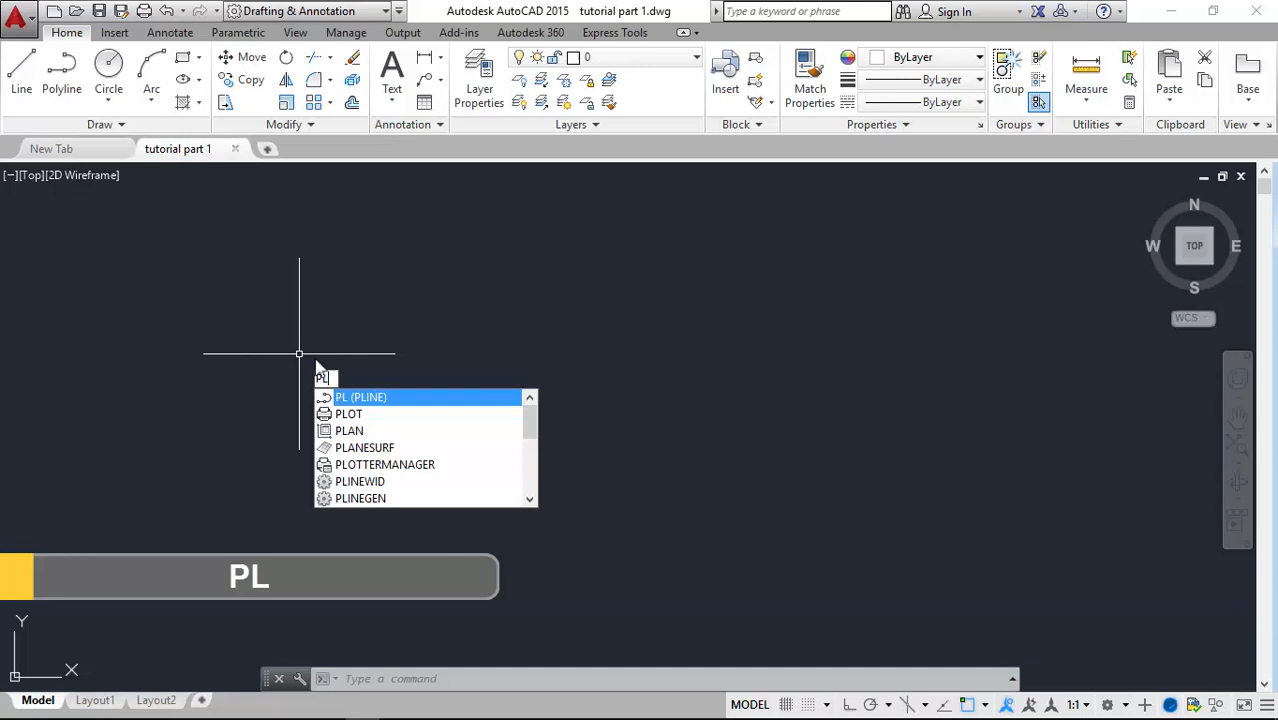 Drafting & Annotation
Autodesk AutoCAD 2015 tutorial part 1.dwg
Type a keyword or phrase
Sign In
Home Insert Annotate Parametric View Manage Output Add-ins Autodesk 360 Express Tools
Move
0
ByLayer
Copy
ByLayer
Line Polyline Circle Arc
Text
Layer Properties
Insert
Match Properties
ByLayer
Group
Measure
Paste
Base
Draw Modify Annotation Layers Block Properties Groups Utilities Clipboard View
New Tab tutorial part 1
[−][Top][2D Wireframe]
N
W TOP E
S
WCS
PL
PL (PLINE)
PLOT
PLAN
PLANESURF
PLOTTERMANAGER
PLINEWID
PLINEGEN
PL
Y
X
Type a command
Model Layout1 Layout2
MODEL
1:1